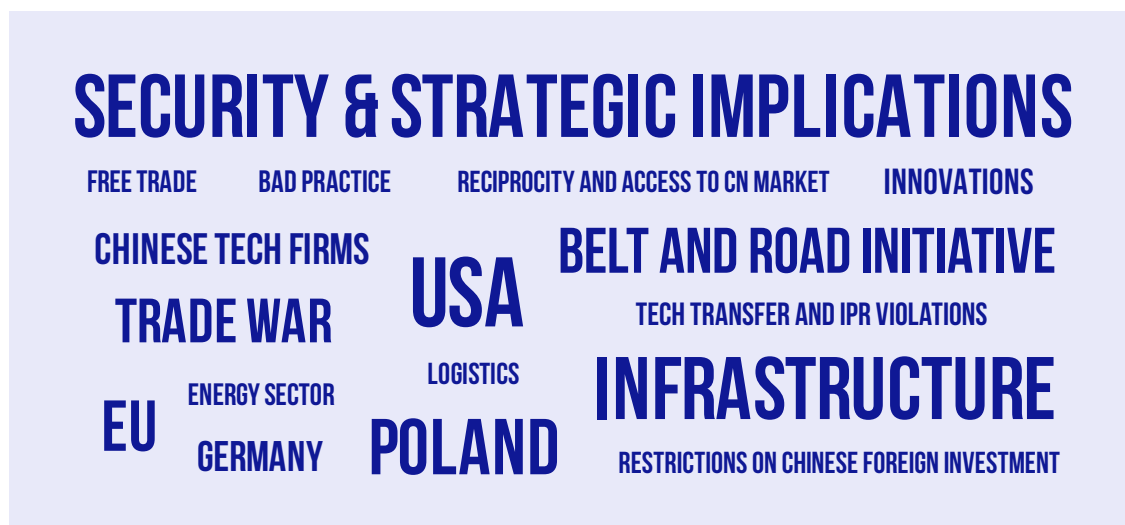 SECURITY & STRATEGIC IMPLICATIONS
FREE TRADE
BAD PRACTICE
RECIPROCITY AND ACCESS TO CN MARKET
INNOVATIONS
CHINESE TECH FIRMS
USA
BELT AND ROAD INITIATIVE
TRADE WAR
TECH TRANSFER AND IPR VIOLATIONS
LOGISTICS
INFRASTRUCTURE
ENERGY SECTOR
EU
GERMANY
POLAND
RESTRICTIONS ON CHINESE FOREIGN INVESTMENT